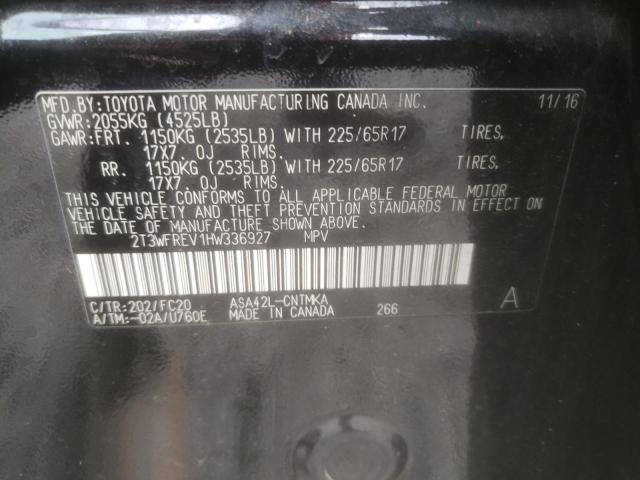 MFD.BY:TOYOTA MOTOR MANUFACTURING CANADA INC. 11/16
GVWR:2055KG (4525LB)
GAWR:FRT. 1150KG (2535LB) WITH 225/65R17 TIRES,
17X7. OJ RIMS.
RR. 1150KG (2535LB) WITH 225/65R17 TIRES,
17X7. OJ RIMS.
THIS VEHICLE CONFORMS TO ALL APPLICABLE FEDERAL MOTOR
VEHICLE SAFETY AND THEFT PREVENTION STANDARDS IN EFFECT ON
THE DATE OF MANUFACTURE SHOWN ABOVE.
2T3WFREV1HW336927 MPV
C/TR:202/FC20 ASA42L-CNTMKA A
A/TM:-02A/U760E MADE IN CANADA 266